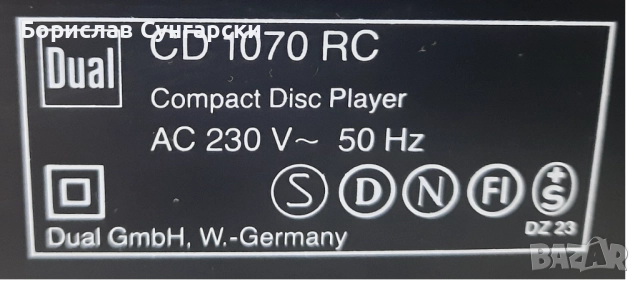 Борислав Сунгарски
Dual
CD 1070 RC
Compact Disc Player
AC 230 V~ 50 Hz
S D N FI +S
DZ 23
Dual GmbH, W.-Germany
BAZAR